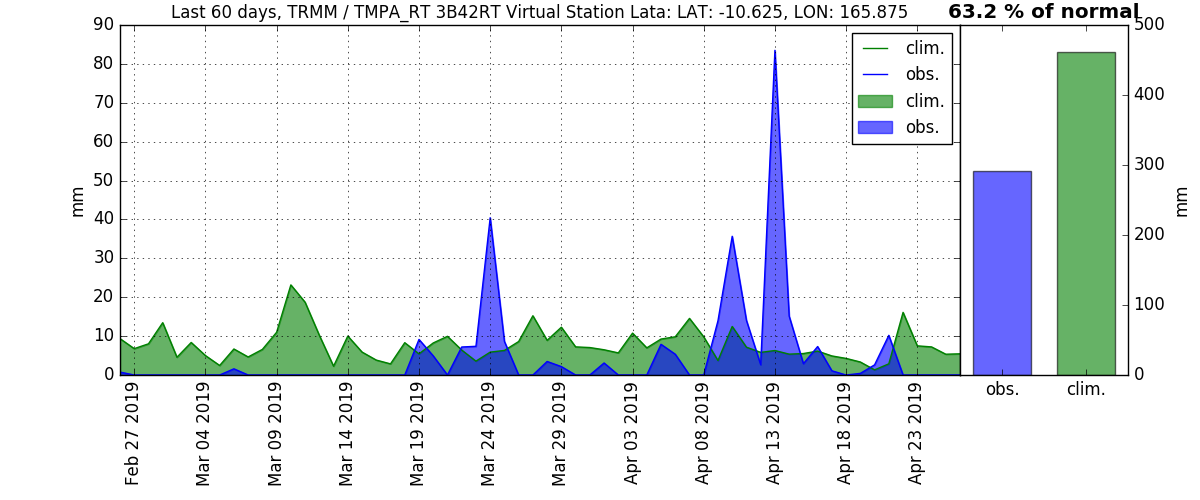 Last 60 days, TRMM / TMPA_RT 3B42RT Virtual Station Lata: LAT: -10.625, LON: 165.875
63.2 % of normal
90
80
70
60
50
40
30
20
10
0
mm
clim.
obs.
clim.
obs.
Feb 27 2019
Mar 04 2019
Mar 09 2019
Mar 14 2019
Mar 19 2019
Mar 24 2019
Mar 29 2019
Apr 03 2019
Apr 08 2019
Apr 13 2019
Apr 18 2019
Apr 23 2019
500
400
300
200
100
0
mm
obs.
clim.